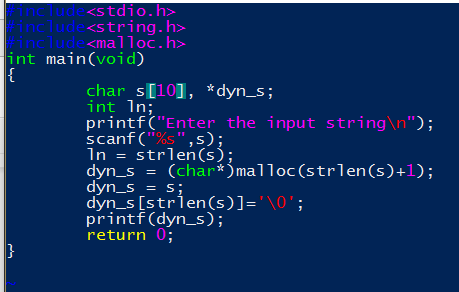 #include<stdio.h>
#include<string.h>
#include<malloc.h>
int main(void)
{
char s[10], *dyn_s;
int ln;
printf("Enter the input string\n");
scanf("%s",s);
ln = strlen(s);
dyn_s = (char*)malloc(strlen(s)+1);
dyn_s = s;
dyn_s[strlen(s)]='\0';
printf(dyn_s);
return 0;
}
~